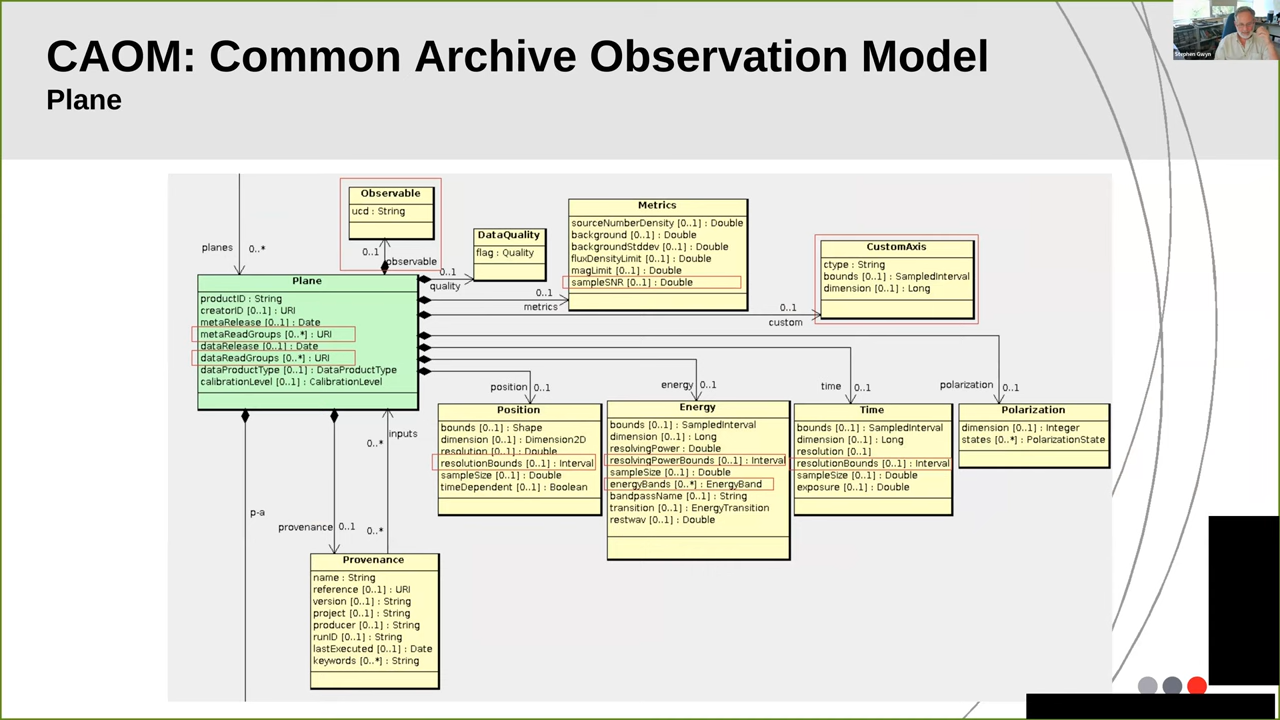 CAOM: Common Archive Observation Model
Plane
Stephen Gwyn
planes 0..*
Observable
ucd : String
0..1
observable
DataQuality
flag : Quality
0..1
quality
Metrics
sourceNumberDensity [0..1] : Double
background [0..1] : Double
backgroundStddev [0..1] : Double
fluxDensityLimit [0..1] : Double
magLimit [0..1] : Double
sampleSNR [0..1] : Double
0..1
metrics
CustomAxis
ctype : String
bounds [0..1] : SampledInterval
dimension [0..1] : Long
0..1
custom
Plane
productID : String
creatorID [0..1] : URI
metaRelease [0..1] : Date
metaReadGroups [0..*] : URI
dataRelease [0..1] : Date
dataReadGroups [0..*] : URI
dataProductType [0..1] : DataProductType
calibrationLevel [0..1] : CalibrationLevel
position 0..1
energy 0..1
time 0..1
polarization 0..1
Position
bounds [0..1] : Shape
dimension [0..1] : Dimension2D
resolution [0..1] : Double
resolutionBounds [0..1] : Interval
sampleSize [0..1] : Double
timeDependent [0..1] : Boolean
Energy
bounds [0..1] : SampledInterval
dimension [0..1] : Long
resolvingPower : Double
resolvingPowerBounds [0..1] : Interval
sampleSize [0..1] : Double
energyBands [0..*] : EnergyBand
bandpassName [0..1] : String
transition [0..1] : EnergyTransition
restwav [0..1] : Double
Time
bounds [0..1] : SampledInterval
dimension [0..1] : Long
resolution [0..1]
resolutionBounds [0..1] : Interval
sampleSize [0..1] : Double
exposure [0..1] : Double
Polarization
dimension [0..1] : Integer
states [0..*] : PolarizationState
inputs
0..*
p-a
provenance 0..1
0..*
Provenance
name : String
reference [0..1] : URI
version [0..1] : String
project [0..1] : String
producer [0..1] : String
runID [0..1] : String
lastExecuted [0..1] : Date
keywords [0..*] : String